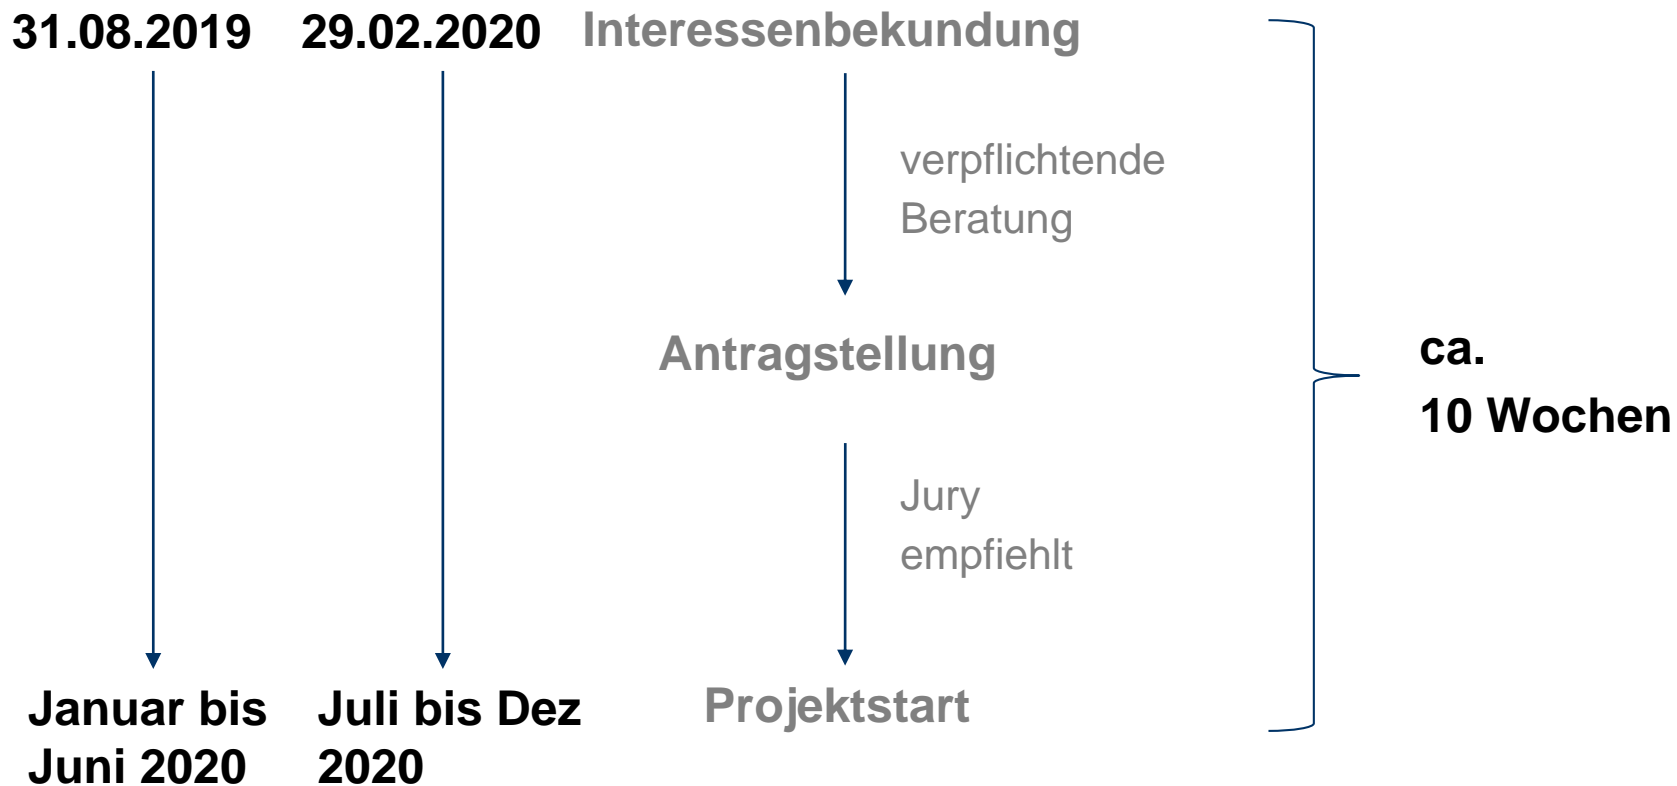 31.08.2019
29.02.2020
Interessenbekundung
verpflichtende
Beratung
Antragstellung
ca.
10 Wochen
Jury
empfiehlt
Januar bis
Juni 2020
Juli bis Dez
2020
Projektstart